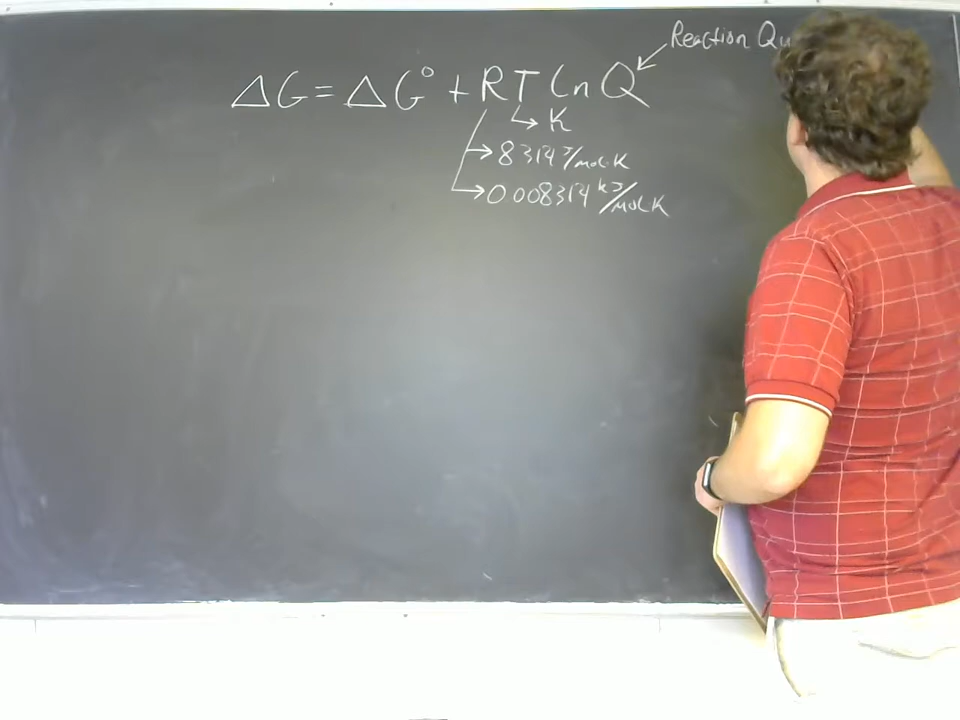 Reaction Qu
ΔG = ΔG° + RT ln Q
K
8.314 J/mol·K
0.008314 kJ/mol·K